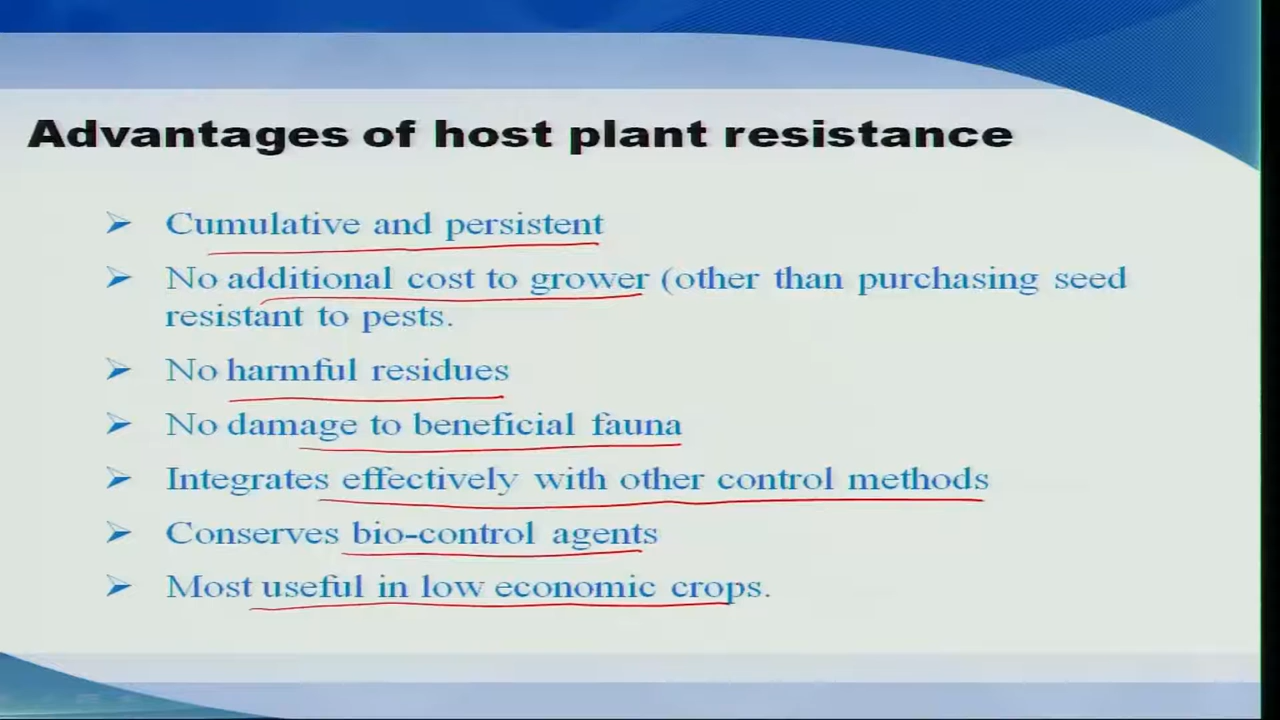 Advantages of host plant resistance
➢ Cumulative and persistent
➢ No additional cost to grower (other than purchasing seed
resistant to pests.
➢ No harmful residues
➢ No damage to beneficial fauna
➢ Integrates effectively with other control methods
➢ Conserves bio-control agents
➢ Most useful in low economic crops.